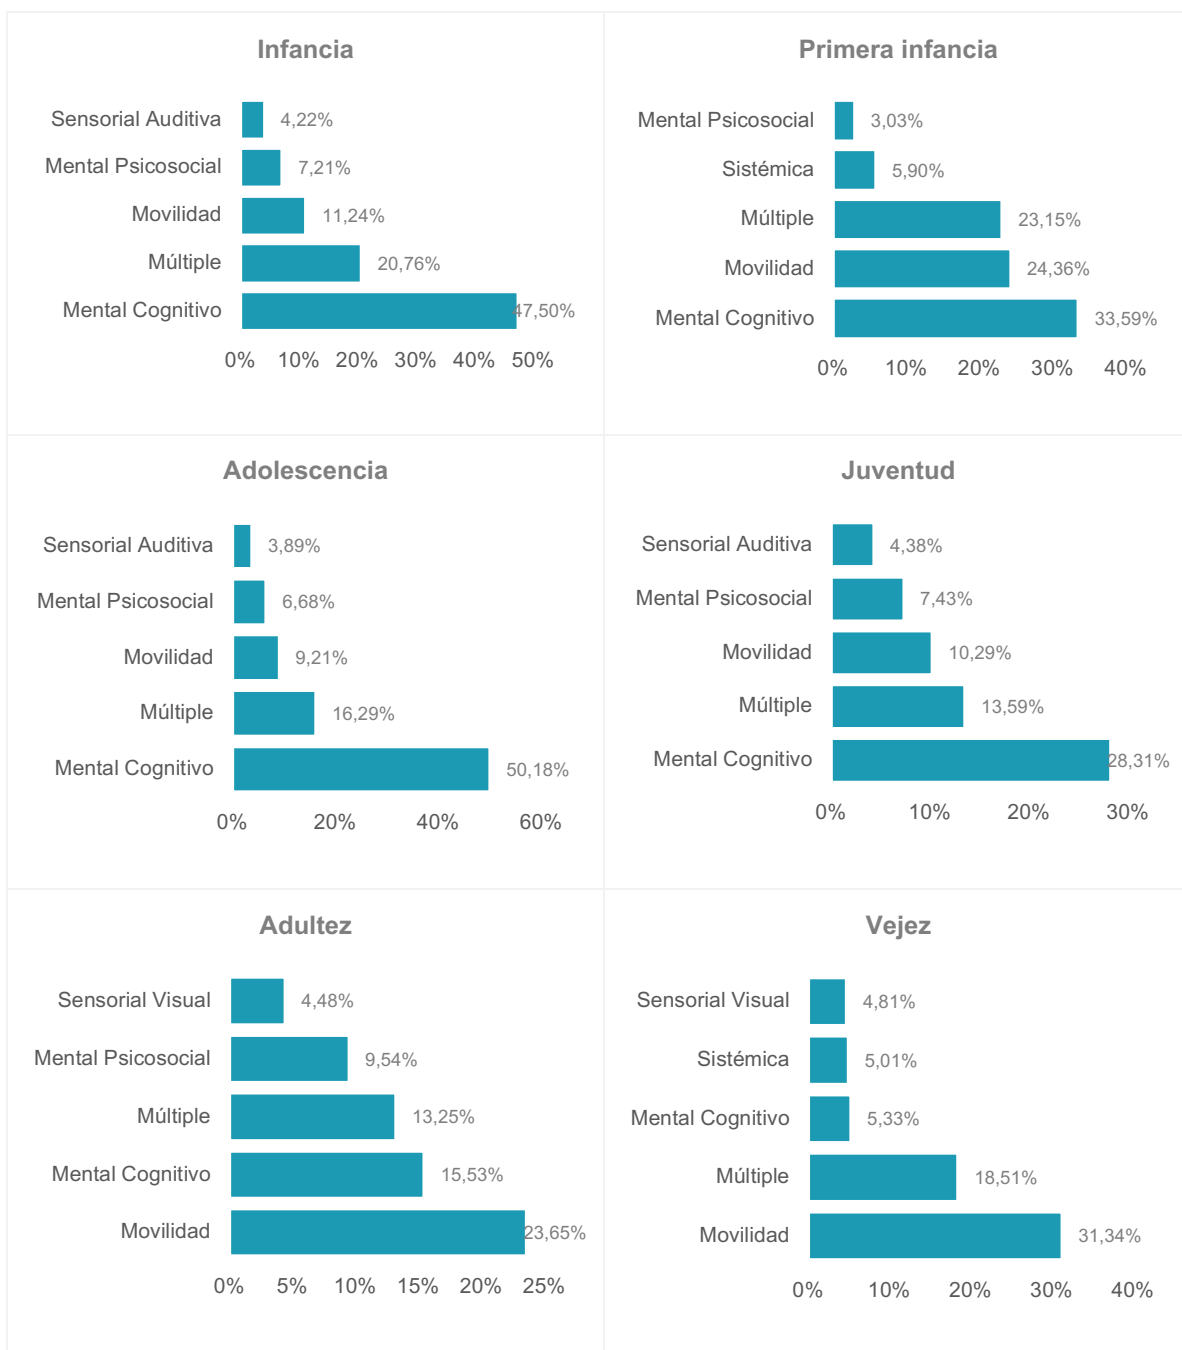 Infancia
Sensorial Auditiva 4,22%
Mental Psicosocial 7,21%
Movilidad 11,24%
Múltiple 20,76%
Mental Cognitivo 47,50%
0% 10% 20% 30% 40% 50%
Primera infancia
Mental Psicosocial 3,03%
Sistémica 5,90%
Múltiple 23,15%
Movilidad 24,36%
Mental Cognitivo 33,59%
0% 10% 20% 30% 40%
Adolescencia
Sensorial Auditiva 3,89%
Mental Psicosocial 6,68%
Movilidad 9,21%
Múltiple 16,29%
Mental Cognitivo 50,18%
0% 20% 40% 60%
Juventud
Sensorial Auditiva 4,38%
Mental Psicosocial 7,43%
Movilidad 10,29%
Múltiple 13,59%
Mental Cognitivo 28,31%
0% 10% 20% 30%
Adultez
Sensorial Visual 4,48%
Mental Psicosocial 9,54%
Múltiple 13,25%
Mental Cognitivo 15,53%
Movilidad 23,65%
0% 5% 10% 15% 20% 25%
Vejez
Sensorial Visual 4,81%
Sistémica 5,01%
Mental Cognitivo 5,33%
Múltiple 18,51%
Movilidad 31,34%
0% 10% 20% 30% 40%